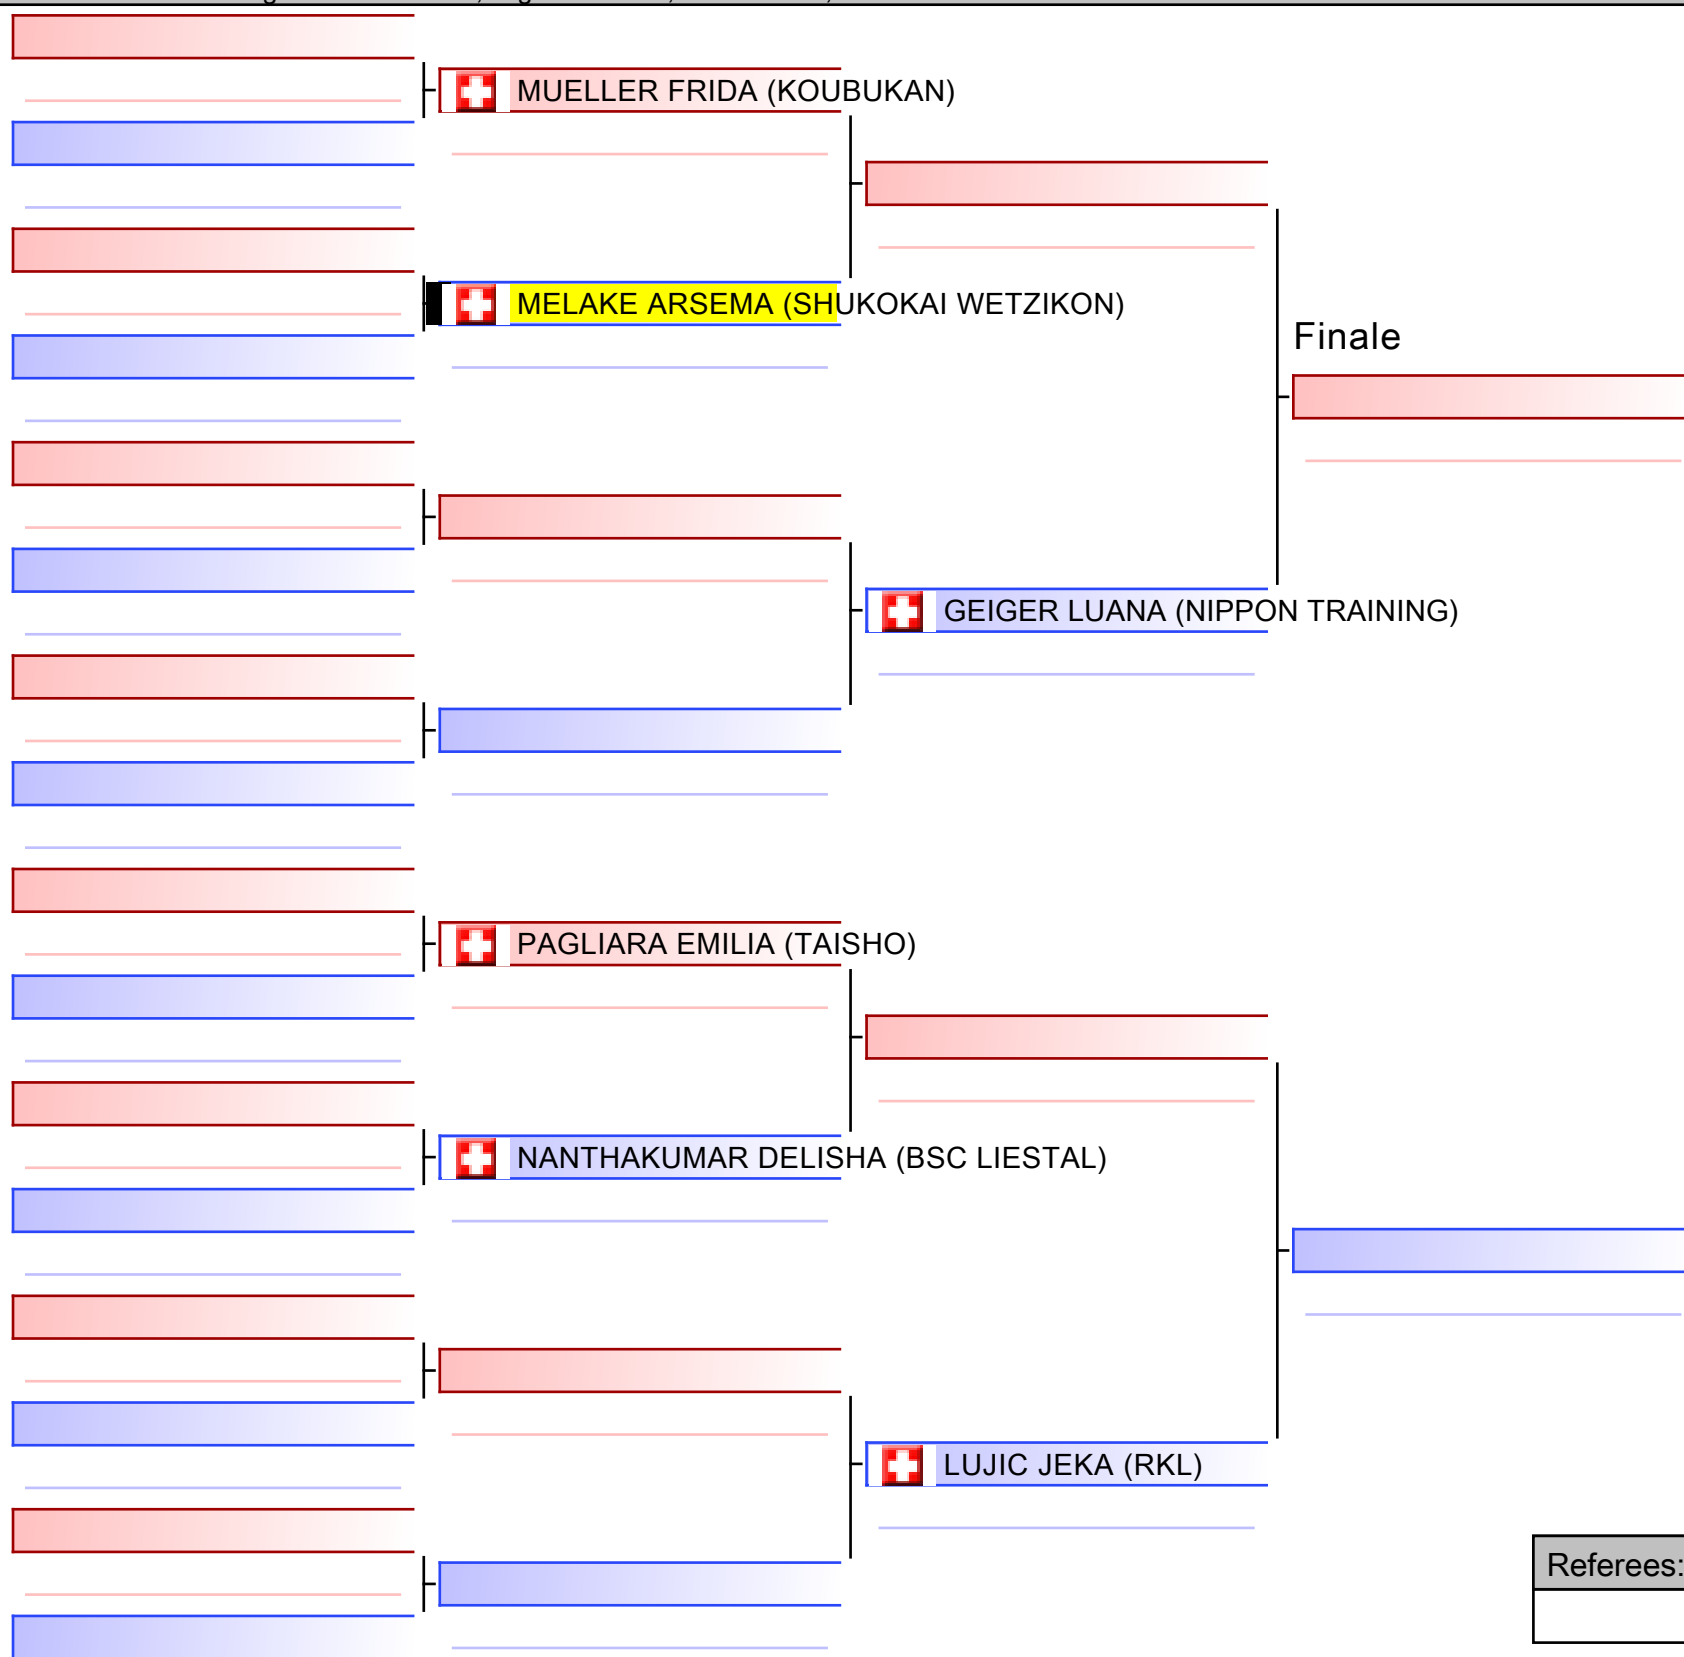 MUELLER FRIDA (KOUBUKAN)
MELAKE ARSEMA (SHUKOKAI WETZIKON)
Finale
GEIGER LUANA (NIPPON TRAINING)
PAGLIARA EMILIA (TAISHO)
NANTHAKUMAR DELISHA (BSC LIESTAL)
LUJIC JEKA (RKL)
Referees: